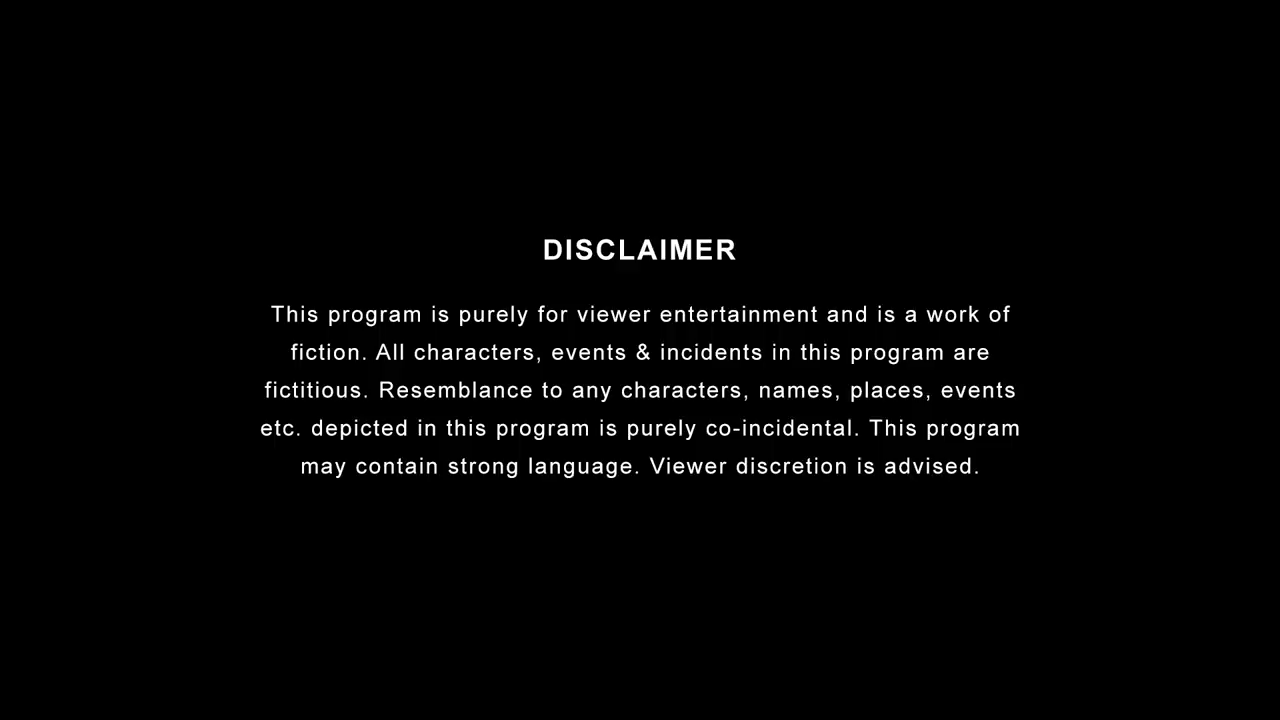 DISCLAIMER
This program is purely for viewer entertainment and is a work of
fiction. All characters, events & incidents in this program are
fictitious. Resemblance to any characters, names, places, events
etc. depicted in this program is purely co-incidental. This program
may contain strong language. Viewer discretion is advised.